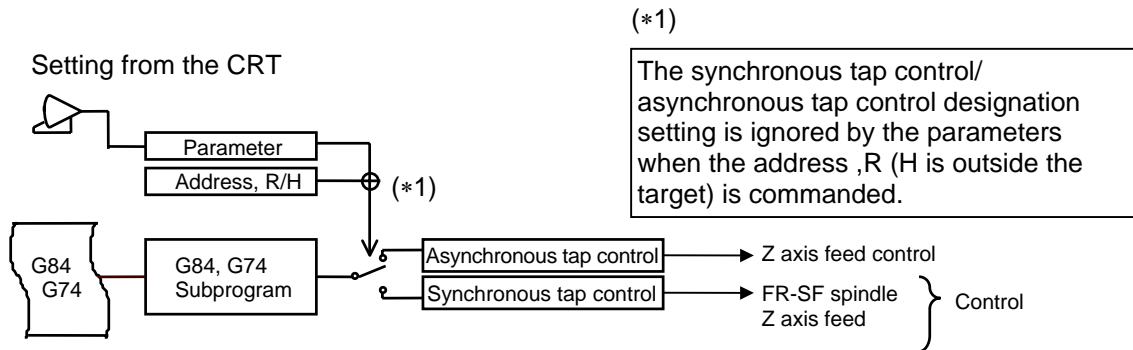 (*1)
Setting from the CRT
The synchronous tap control/
asynchronous tap control designation
setting is ignored by the parameters
when the address ,R (H is outside the
target) is commanded.
Parameter
Address, R/H
(*1)
G84
G74
G84, G74
Subprogram
Asynchronous tap control
Z axis feed control
Synchronous tap control
FR-SF spindle
Z axis feed
Control